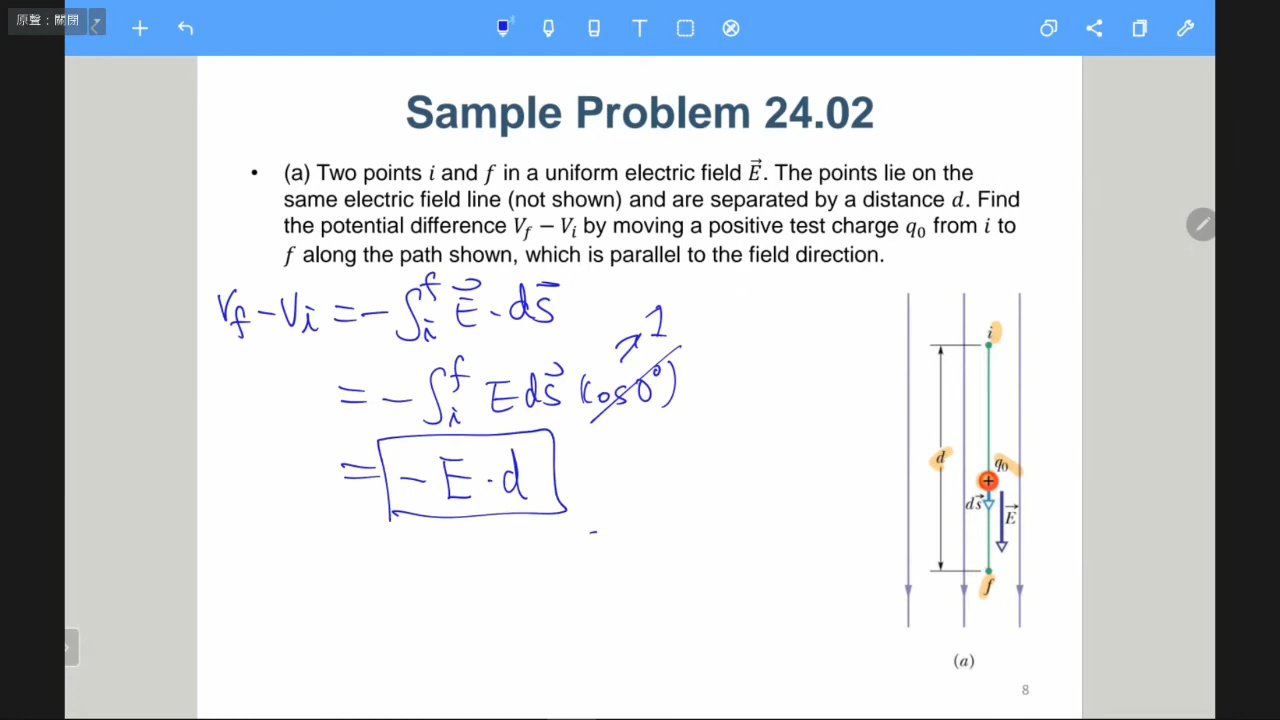 原聲：關閉
T
Sample Problem 24.02
• (a) Two points i and f in a uniform electric field E⃗. The points lie on the
same electric field line (not shown) and are separated by a distance d. Find
the potential difference V_f − V_i by moving a positive test charge q₀ from i to
f along the path shown, which is parallel to the field direction.
V_f − V_i = − ∫_i^f E⃗ · ds⃗
= − ∫_i^f E ds⃗ (cos 0°) ↗ 1
= − E · d
i
d
q₀
+
ds⃗
E⃗
f
(a)
8